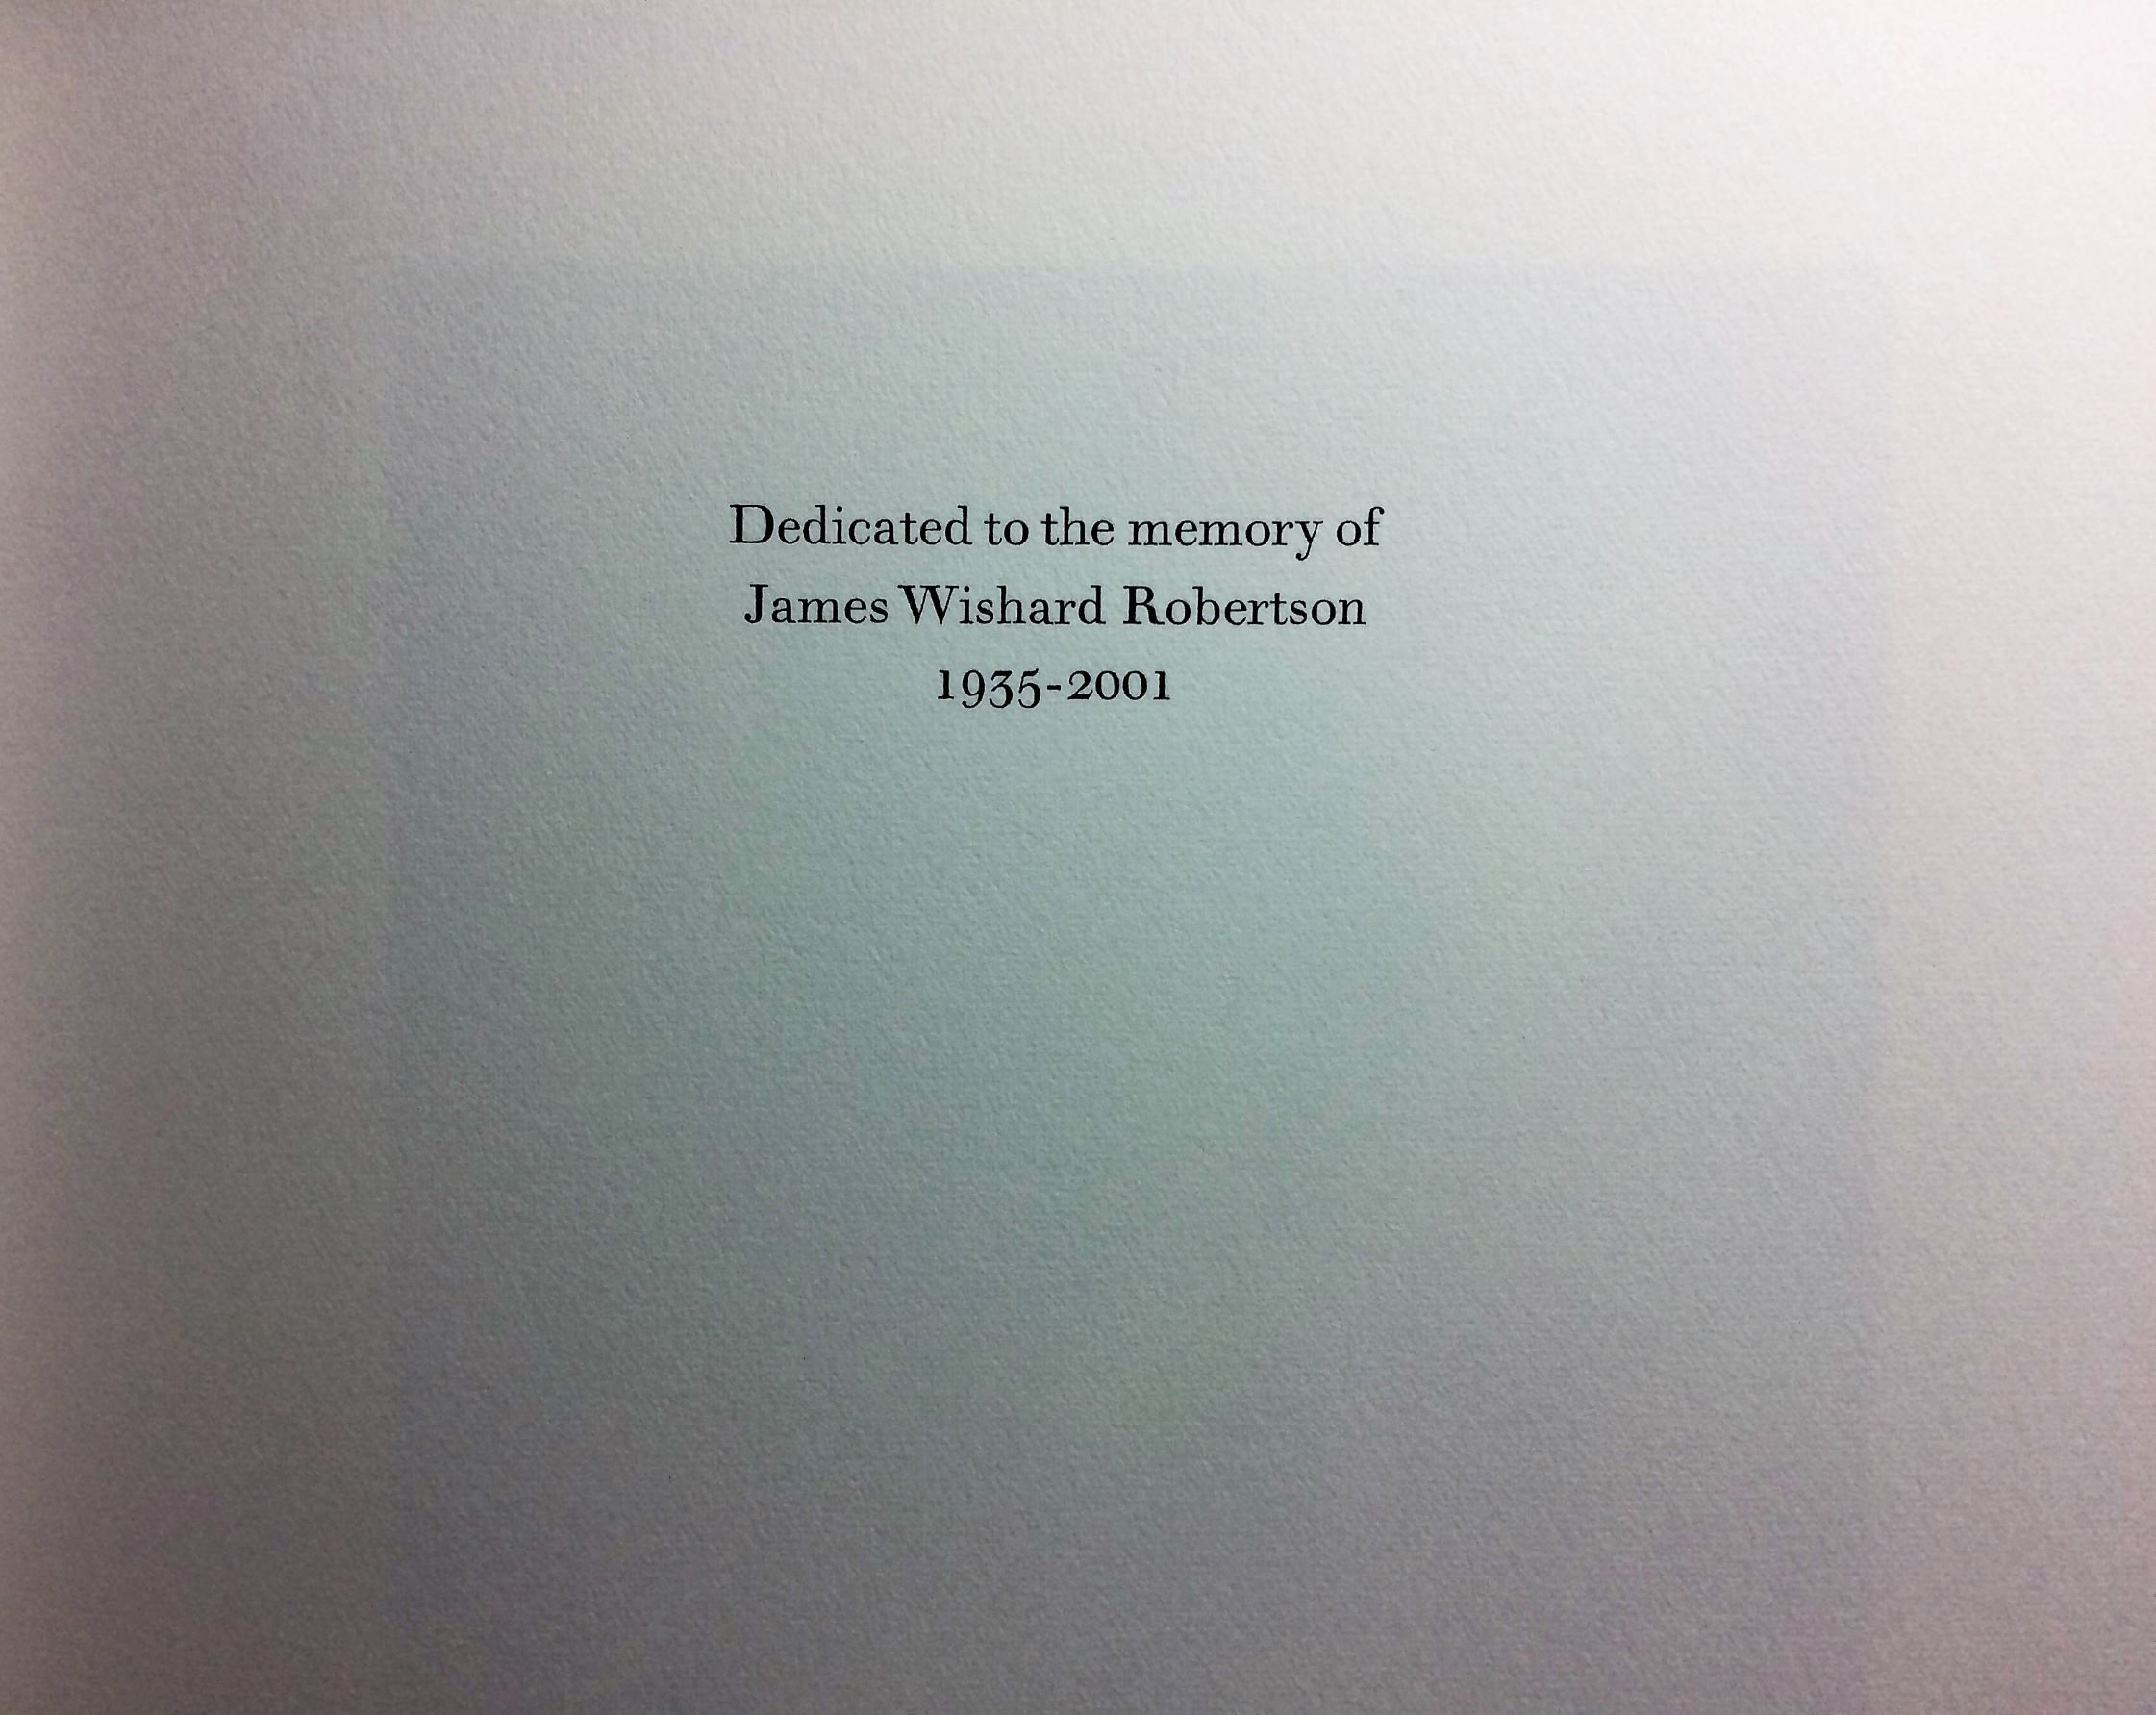 Dedicated to the memory of
James Wishard Robertson
1935-2001